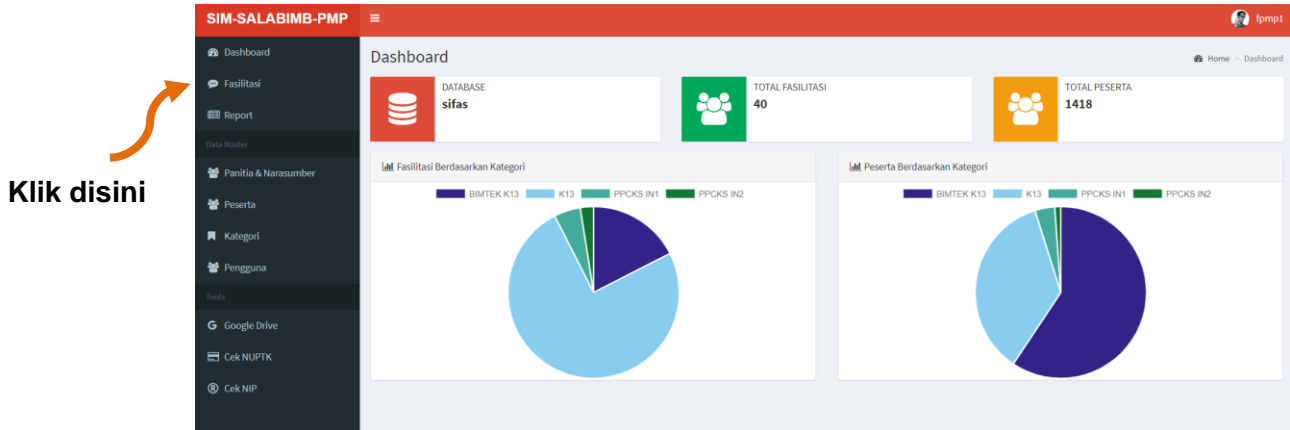 SIM-SALABIMB-PMP
fpmp1
Dashboard
Fasilitasi
Report
Data Master
Panitia & Narasumber
Peserta
Kategori
Pengguna
Tools
Google Drive
Cek NUPTK
Cek NIP
Klik disini
Dashboard
Home > Dashboard
DATABASE
sifas
TOTAL FASILITASI
40
TOTAL PESERTA
1418
Fasilitasi Berdasarkan Kategori
BIMTEK K13 K13 PPCKS IN1 PPCKS IN2
Peserta Berdasarkan Kategori
BIMTEK K13 K13 PPCKS IN1 PPCKS IN2